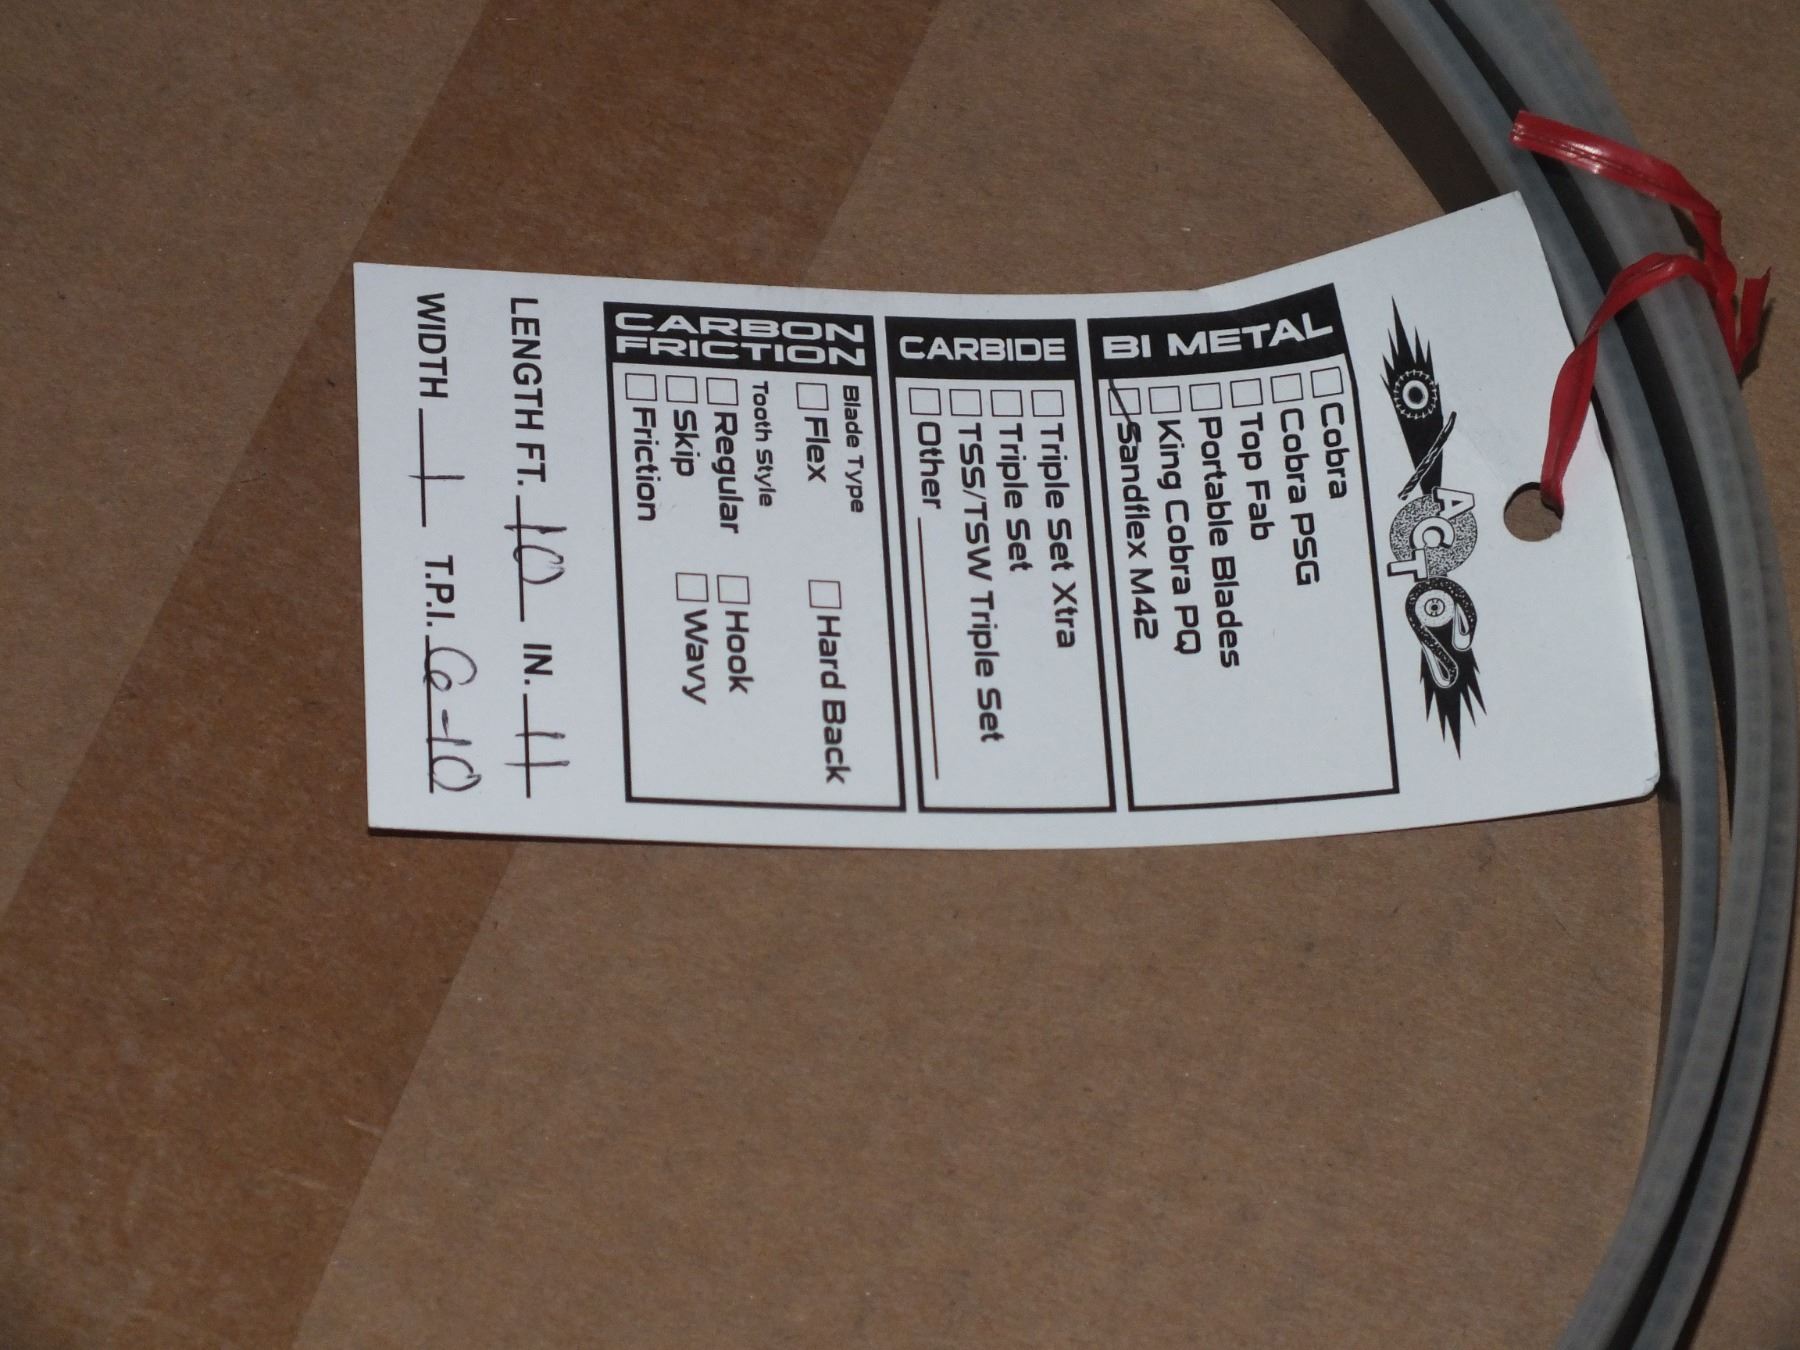 ACT
BI METAL
Cobra
Cobra PSG
Top Fab
Portable Blades
King Cobra PQ
Sandflex M42
CARBIDE
Triple Set Xtra
Triple Set
TSS/TSW Triple Set
Other
CARBON
FRICTION
Blade Type
Flex Hard Back
Tooth Style
Regular Hook
Skip Wavy
Friction
LENGTH FT. 10 IN. 11
WIDTH 1 T.P.I. 6-10